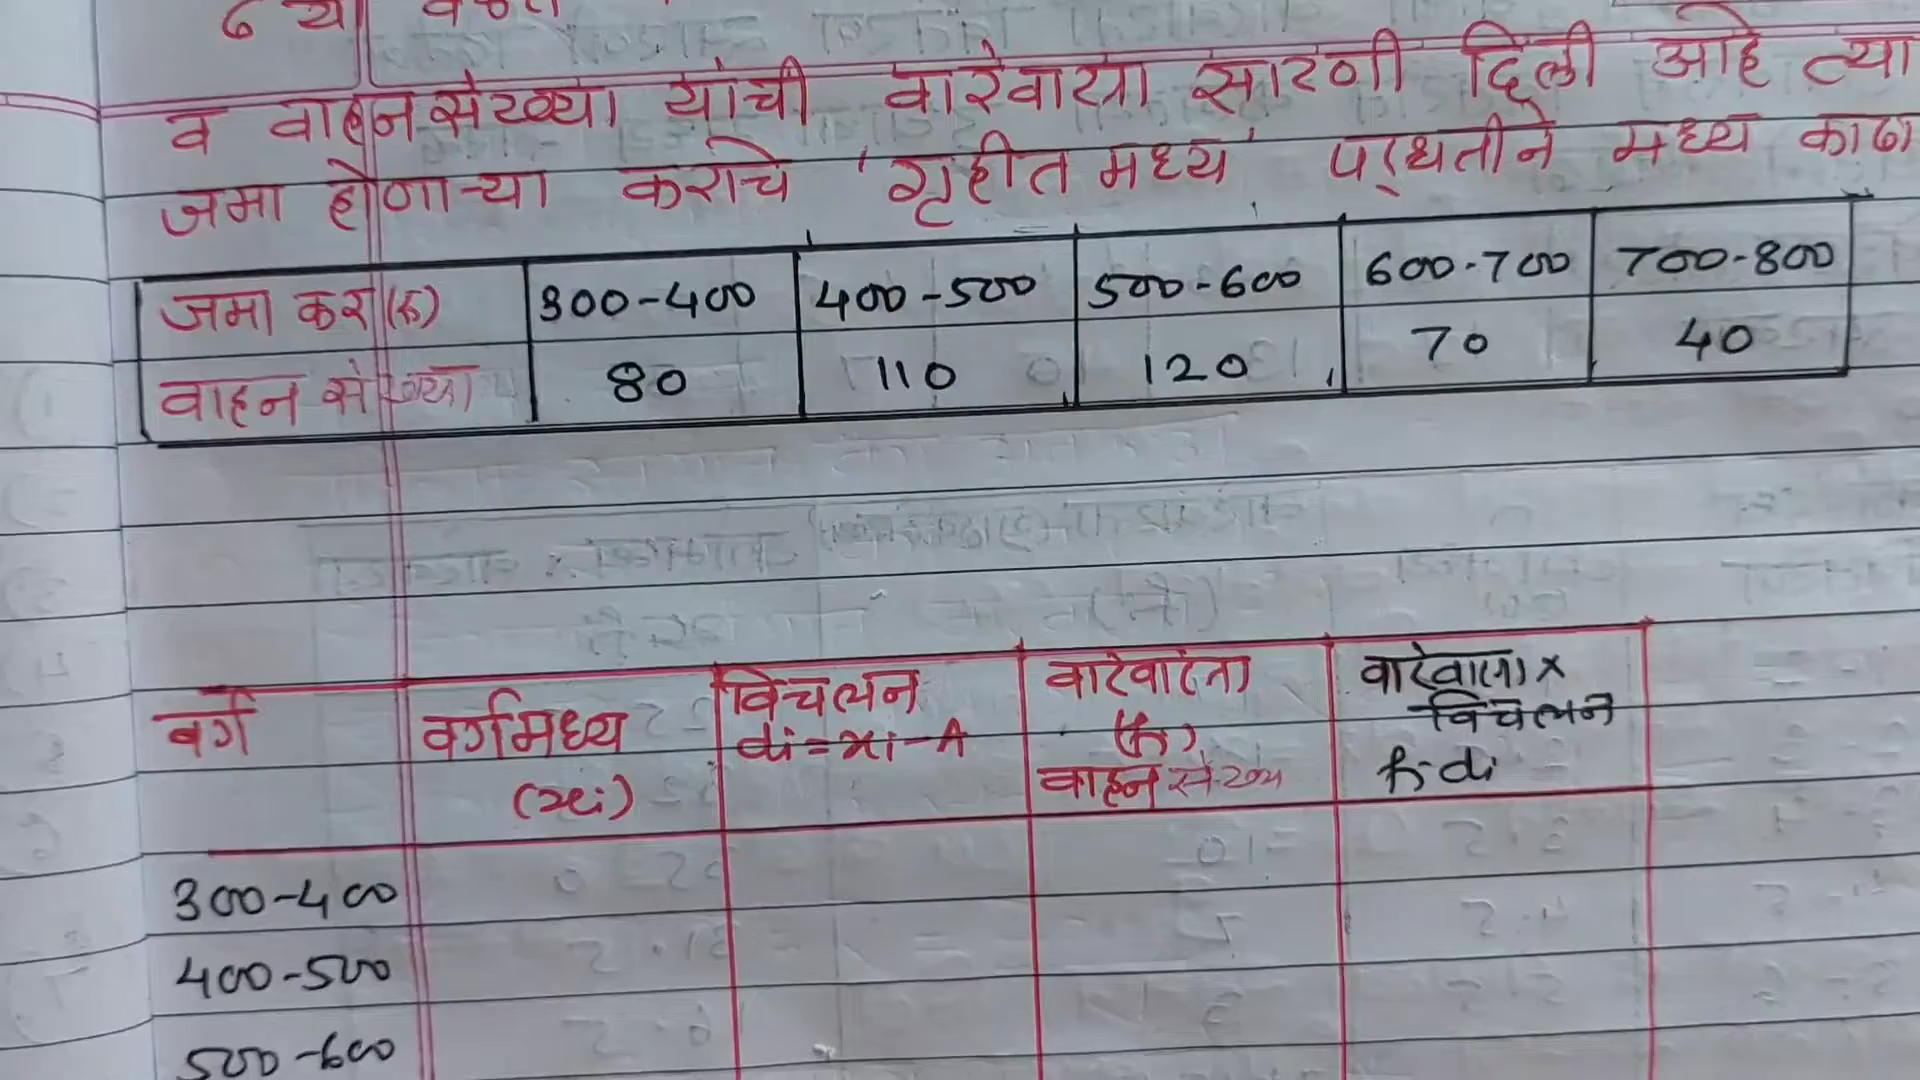 व वाहनसंख्या यांची वारंवारता सारणी दिली आहे त्या
जमा होणाऱ्या कराचे 'गृहीत मध्य' पद्धतीने मध्य काढा
जमा कर (रु) 300-400 400-500 500-600 600-700 700-800
वाहन संख्या 80 110 120 70 40
वर्ग वर्गमध्य (xi) विचलन di=xi-A वारंवारता (fi) वाहन संख्या वारंवारता × विचलन fi-di
300-400
400-500
500-600